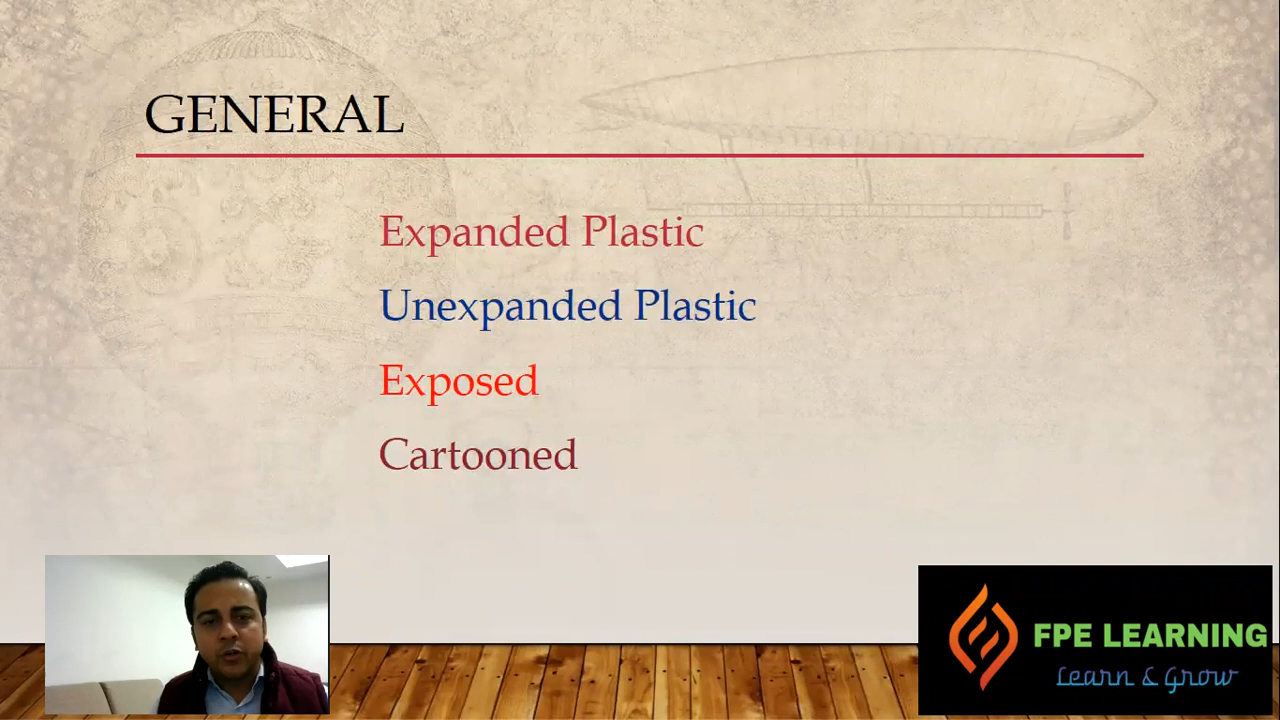 GENERAL
Expanded Plastic
Unexpanded Plastic
Exposed
Cartooned
FPE LEARNING
Learn & Grow